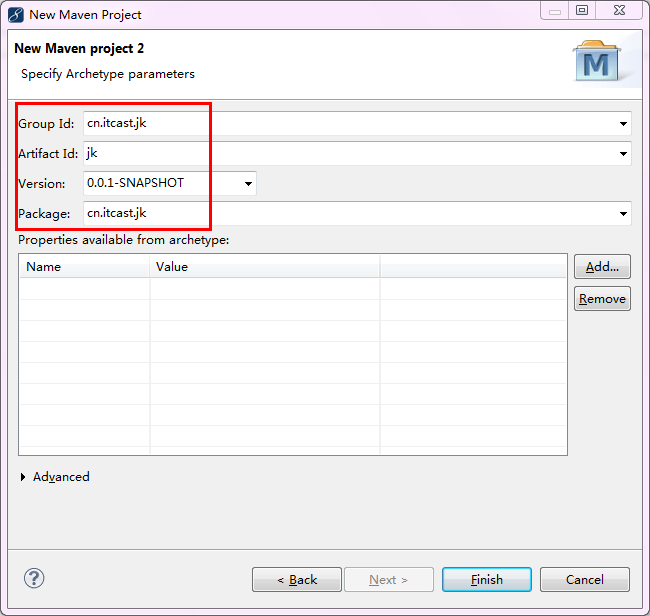 New Maven Project
New Maven project 2
Specify Archetype parameters
M
Group Id: cn.itcast.jk
Artifact Id: jk
Version: 0.0.1-SNAPSHOT
Package: cn.itcast.jk
Properties available from archetype:
Name Value
Add...
Remove
Advanced
? < Back Next > Finish Cancel